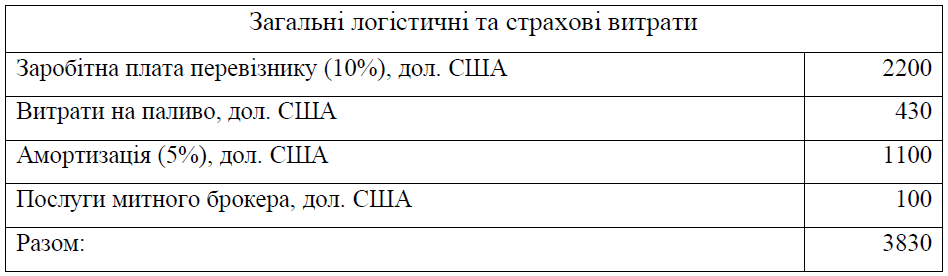 Загальні логістичні та страхові витрати
Заробітна плата перевізнику (10%), дол. США 2200
Витрати на паливо, дол. США 430
Амортизація (5%), дол. США 1100
Послуги митного брокера, дол. США 100
Разом: 3830